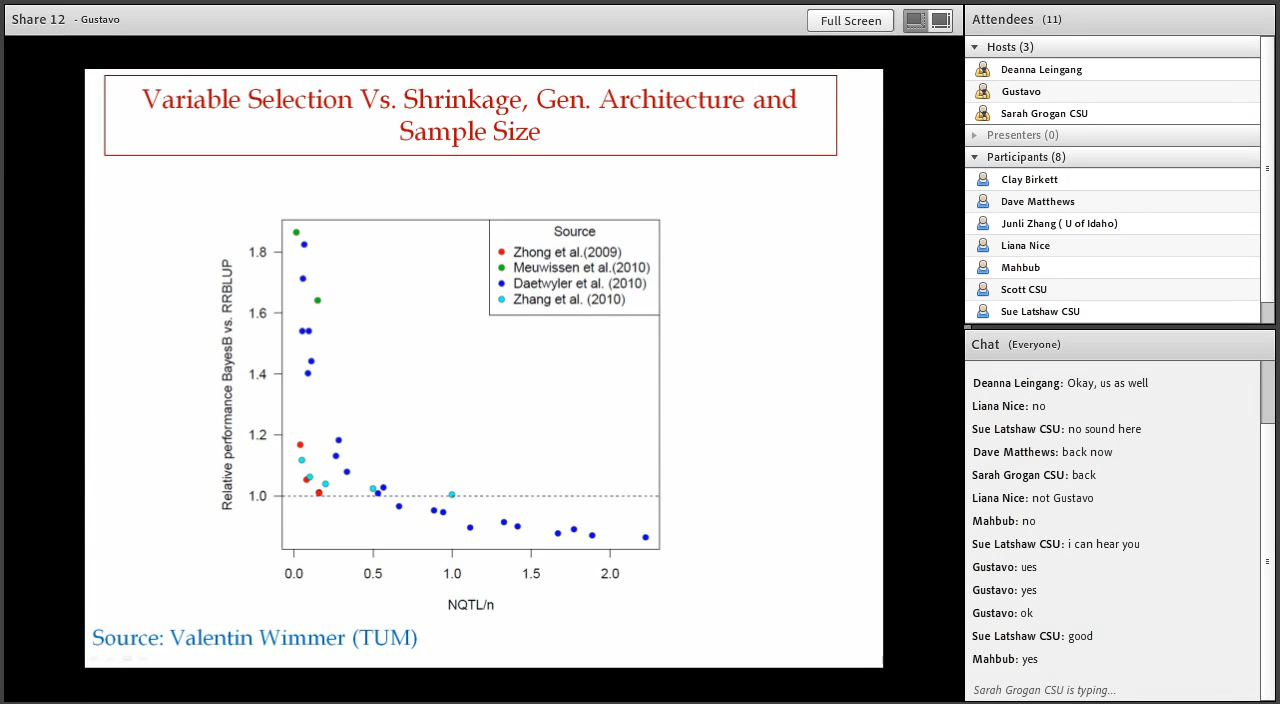 Share 12 - Gustavo
Full Screen
Variable Selection Vs. Shrinkage, Gen. Architecture and
Sample Size
Relative performance BayesB vs. RRBLUP
1.8
1.6
1.4
1.2
1.0
Source
Zhong et al.(2009)
Meuwissen et al.(2010)
Daetwyler et al. (2010)
Zhang et al. (2010)
0.0 0.5 1.0 1.5 2.0
NQTL/n
Source: Valentin Wimmer (TUM)
Attendees (11)
Hosts (3)
Deanna Leingang
Gustavo
Sarah Grogan CSU
Presenters (0)
Participants (8)
Clay Birkett
Dave Matthews
Junli Zhang ( U of Idaho)
Liana Nice
Mahbub
Scott CSU
Sue Latshaw CSU
Chat (Everyone)
Deanna Leingang: Okay, us as well
Liana Nice: no
Sue Latshaw CSU: no sound here
Dave Matthews: back now
Sarah Grogan CSU: back
Liana Nice: not Gustavo
Mahbub: no
Sue Latshaw CSU: i can hear you
Gustavo: ues
Gustavo: yes
Gustavo: ok
Sue Latshaw CSU: good
Mahbub: yes
Sarah Grogan CSU is typing...